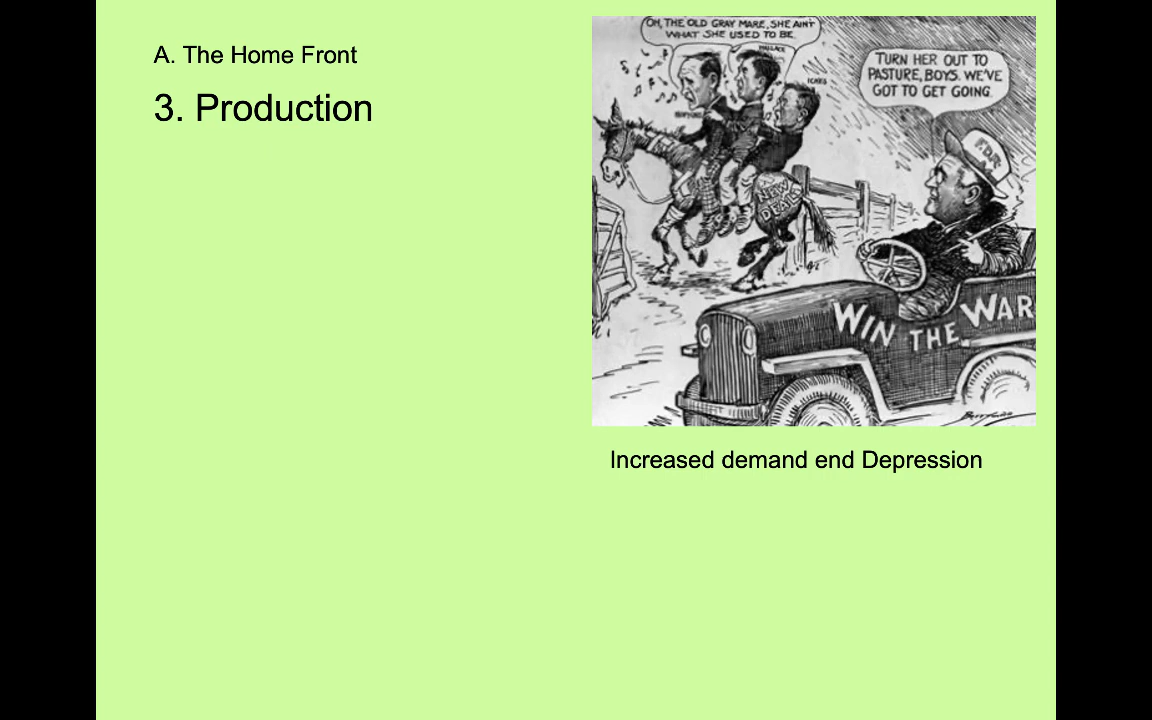 A. The Home Front
3. Production
OH, THE OLD GRAY MARE, SHE AIN'T
WHAT SHE USED TO BE.
WALLACE
ICKES
TURN HER OUT TO
PASTURE, BOYS. WE'VE
GOT TO GET GOING.
F.D.R.
NEW
DEAL
WIN THE WAR
Increased demand end Depression